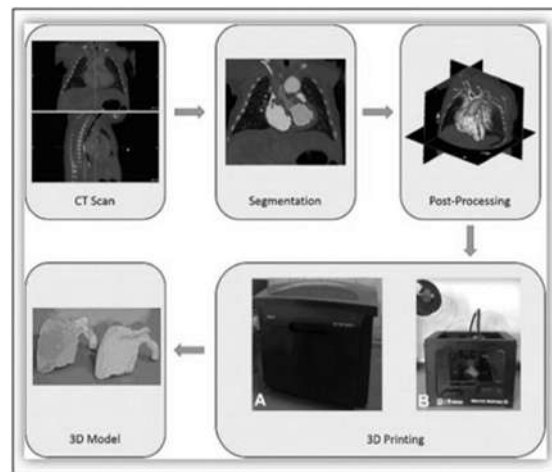 CT Scan
Segmentation
Post-Processing
A
B
3D Printing
3D Model